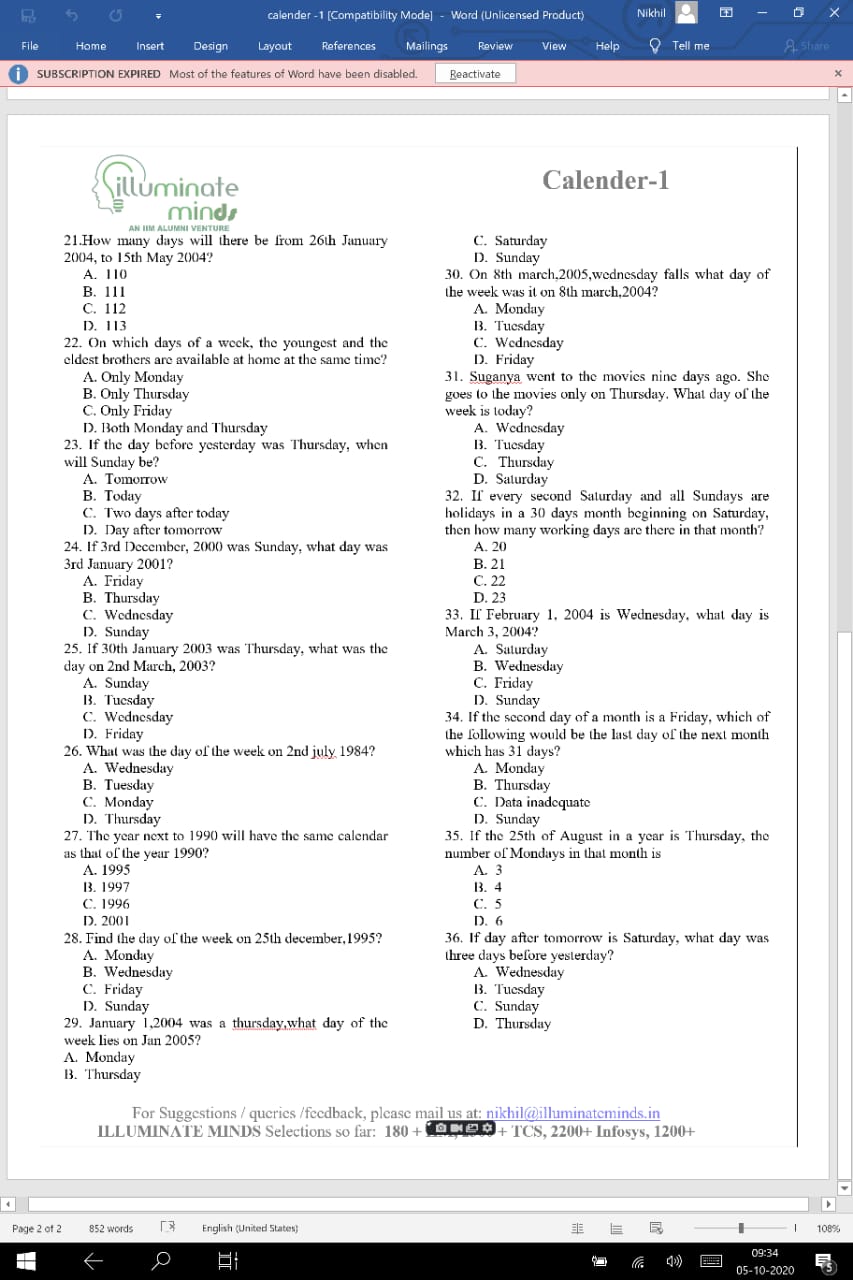 calender -1 [Compatibility Mode] - Word (Unlicensed Product)
Nikhil
File Home Insert Design Layout References Mailings Review View Help Tell me Share
SUBSCRIPTION EXPIRED Most of the features of Word have been disabled. Reactivate
illuminate
minds
AN IIM ALUMNI VENTURE
Calender-1
21.How many days will there be from 26th January
2004, to 15th May 2004?
A. 110
B. 111
C. 112
D. 113
22. On which days of a week, the youngest and the
eldest brothers are available at home at the same time?
A. Only Monday
B. Only Thursday
C. Only Friday
D. Both Monday and Thursday
23. If the day before yesterday was Thursday, when
will Sunday be?
A. Tomorrow
B. Today
C. Two days after today
D. Day after tomorrow
24. If 3rd December, 2000 was Sunday, what day was
3rd January 2001?
A. Friday
B. Thursday
C. Wednesday
D. Sunday
25. If 30th January 2003 was Thursday, what was the
day on 2nd March, 2003?
A. Sunday
B. Tuesday
C. Wednesday
D. Friday
26. What was the day of the week on 2nd july 1984?
A. Wednesday
B. Tuesday
C. Monday
D. Thursday
27. The year next to 1990 will have the same calendar
as that of the year 1990?
A. 1995
B. 1997
C. 1996
D. 2001
28. Find the day of the week on 25th december,1995?
A. Monday
B. Wednesday
C. Friday
D. Sunday
29. January 1,2004 was a thursday,what day of the
week lies on Jan 2005?
A. Monday
B. Thursday
C. Saturday
D. Sunday
30. On 8th march,2005,wednesday falls what day of
the week was it on 8th march,2004?
A. Monday
B. Tuesday
C. Wednesday
D. Friday
31. Suganya went to the movies nine days ago. She
goes to the movies only on Thursday. What day of the
week is today?
A. Wednesday
B. Tuesday
C. Thursday
D. Saturday
32. If every second Saturday and all Sundays are
holidays in a 30 days month beginning on Saturday,
then how many working days are there in that month?
A. 20
B. 21
C. 22
D. 23
33. If February 1, 2004 is Wednesday, what day is
March 3, 2004?
A. Saturday
B. Wednesday
C. Friday
D. Sunday
34. If the second day of a month is a Friday, which of
the following would be the last day of the next month
which has 31 days?
A. Monday
B. Thursday
C. Data inadequate
D. Sunday
35. If the 25th of August in a year is Thursday, the
number of Mondays in that month is
A. 3
B. 4
C. 5
D. 6
36. If day after tomorrow is Saturday, what day was
three days before yesterday?
A. Wednesday
B. Tuesday
C. Sunday
D. Thursday
For Suggestions / queries /feedback, please mail us at: nikhil@illuminateminds.in
ILLUMINATE MINDS Selections so far: 180 + + TCS, 2200+ Infosys, 1200+
Page 2 of 2 852 words English (United States) 108%
09:34
05-10-2020
5